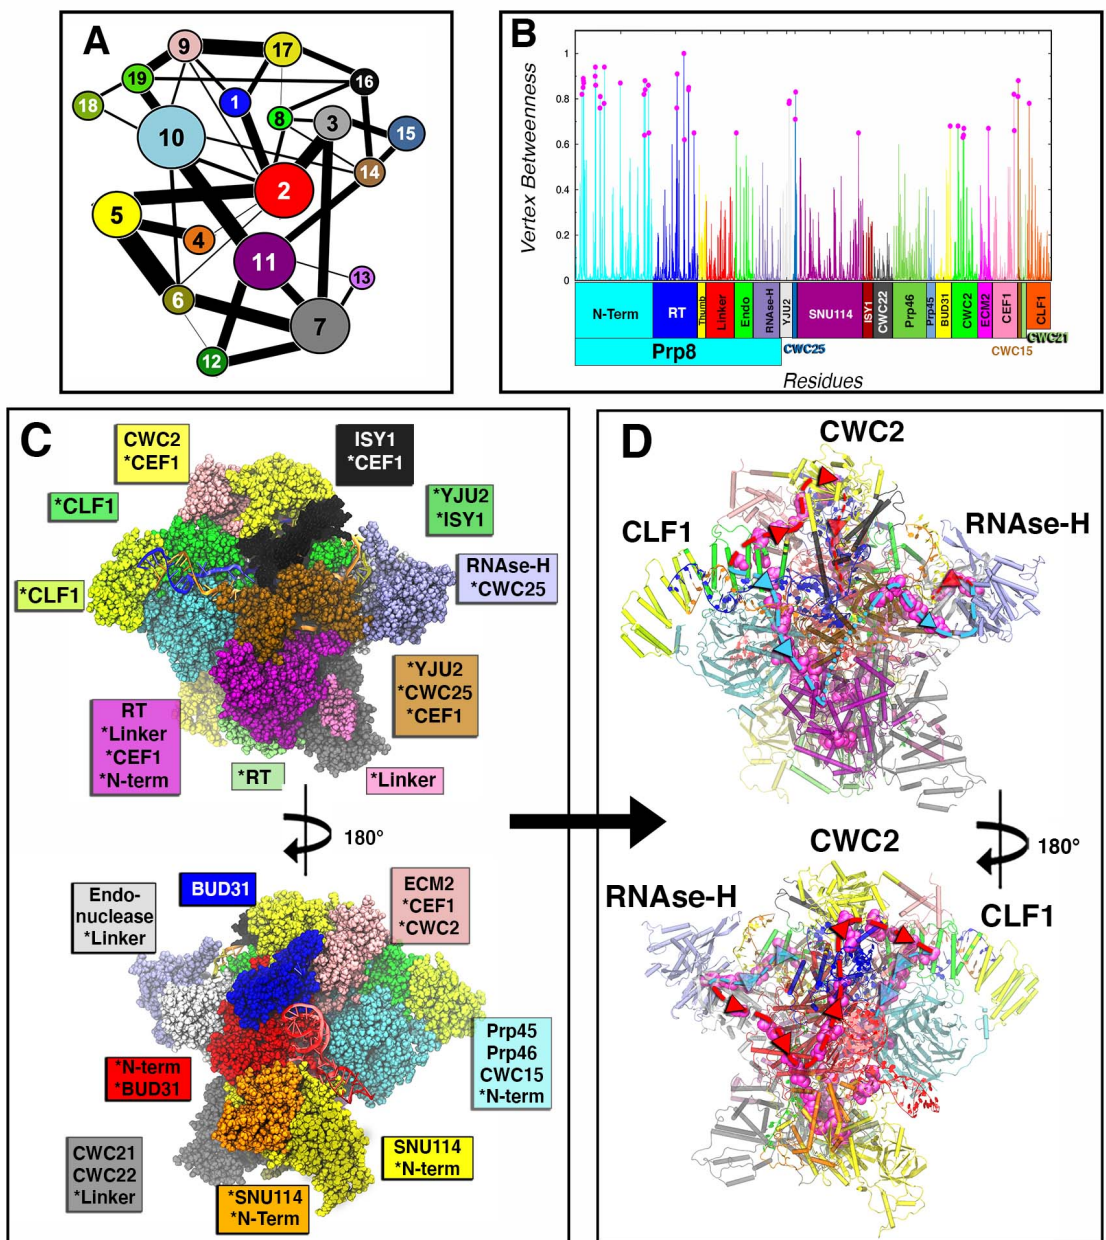 A
9
17
19
16
18
1
8
3
15
10
14
2
5
4
11
13
6
7
12
B
Vertex Betweenness
1
0.8
0.6
0.4
0.2
0
N-Term
RT
Thumb
Linker
Endo
RNAse-H
YJU2
SNU114
ISY1
CWC22
Prp46
Prp45
BUD31
CWC2
ECM2
CEF1
CLF1
CWC21
Prp8
CWC25
CWC15
Residues
C
CWC2
*CEF1
ISY1
*CEF1
*CLF1
*YJU2
*ISY1
RNAse-H
*CWC25
*CLF1
*YJU2
*CWC25
*CEF1
RT
*Linker
*CEF1
*N-term
*RT
*Linker
180°
Endo-
nuclease
*Linker
BUD31
ECM2
*CEF1
*CWC2
Prp45
Prp46
CWC15
*N-term
*N-term
*BUD31
CWC21
CWC22
*Linker
*SNU114
*N-Term
SNU114
*N-term
D
CWC2
CLF1
RNAse-H
180°
CWC2
RNAse-H
CLF1